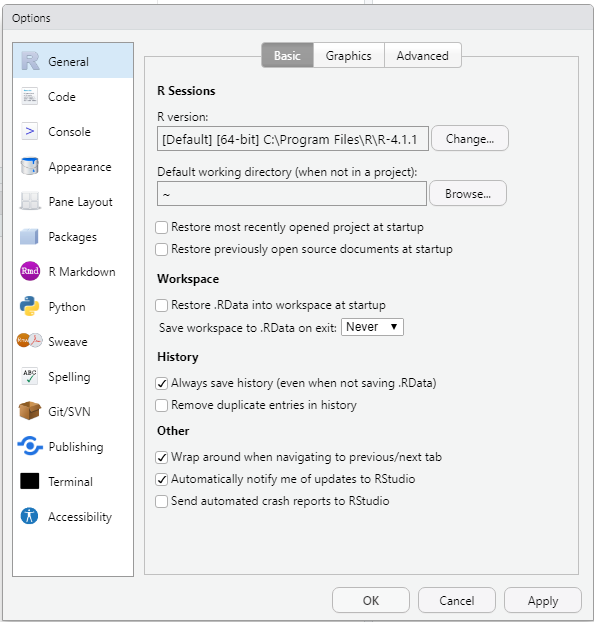 Options
General
Code
Console
Appearance
Pane Layout
Packages
Rmd R Markdown
Python
Sweave
ABC Spelling
Git/SVN
Publishing
Terminal
Accessibility
Basic Graphics Advanced
R Sessions
R version:
[Default] [64-bit] C:\Program Files\R\R-4.1.1 Change...
Default working directory (when not in a project):
~ Browse...
Restore most recently opened project at startup
Restore previously open source documents at startup
Workspace
Restore .RData into workspace at startup
Save workspace to .RData on exit: Never
History
Always save history (even when not saving .RData)
Remove duplicate entries in history
Other
Wrap around when navigating to previous/next tab
Automatically notify me of updates to RStudio
Send automated crash reports to RStudio
OK Cancel Apply